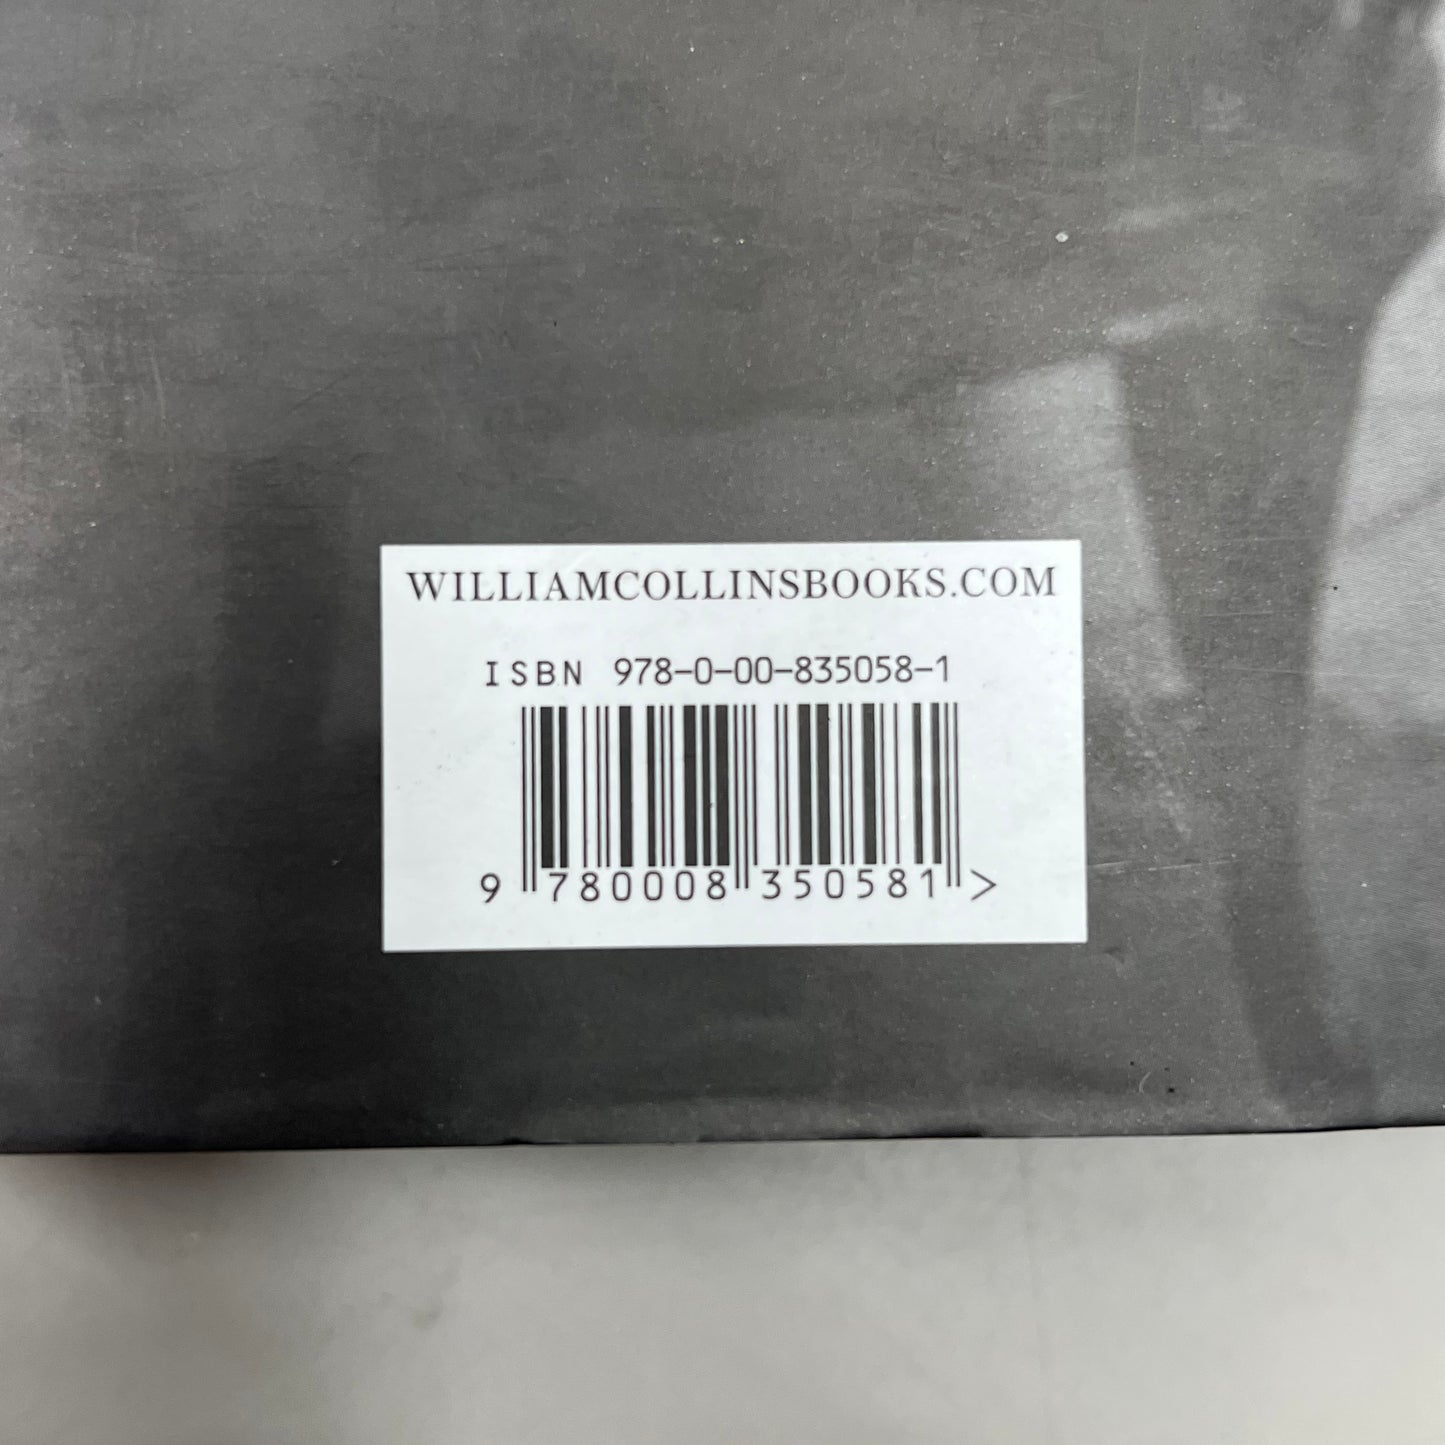 WILLIAMCOLLINSBOOKS.COM
ISBN 978-0-00-835058-1
9 780008 350581 >